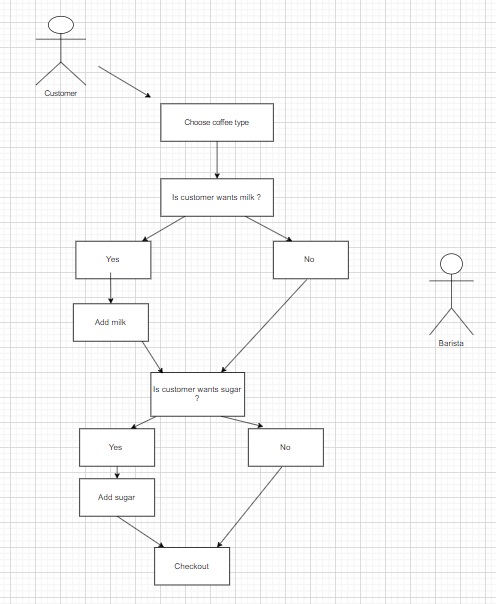 Customer
Choose coffee type
Is customer wants milk ?
Yes
No
Add milk
Barista
Is customer wants sugar
?
Yes
No
Add sugar
Checkout